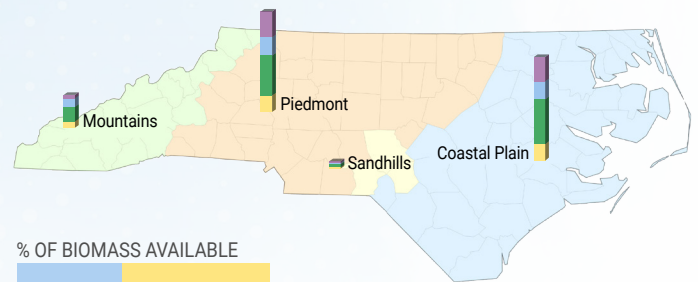 Piedmont
Mountains
Coastal Plain
Sandhills
% OF BIOMASS AVAILABLE